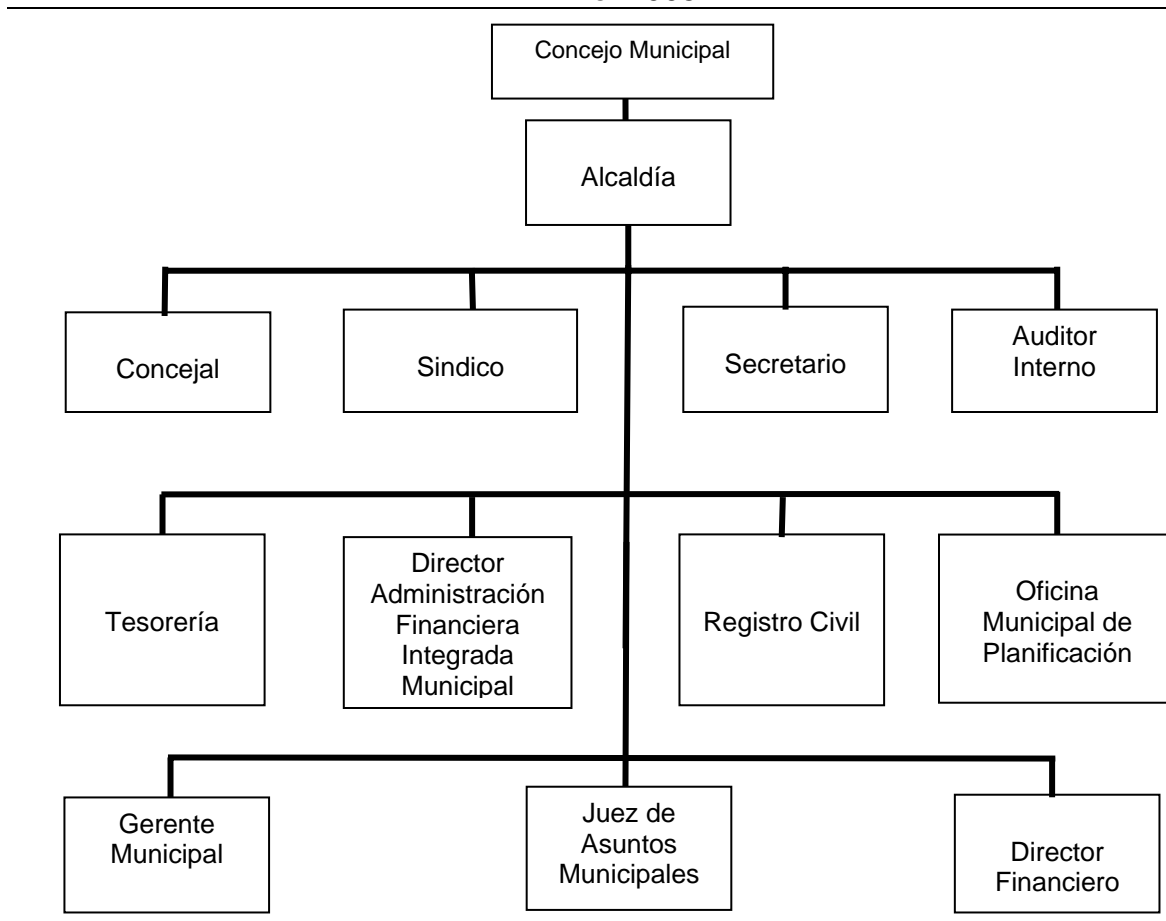 Concejo Municipal
Alcaldía
Concejal
Sindico
Secretario
Auditor
Interno
Tesorería
Director
Administración
Financiera
Integrada
Municipal
Registro Civil
Oficina
Municipal de
Planificación
Gerente
Municipal
Juez de
Asuntos
Municipales
Director
Financiero